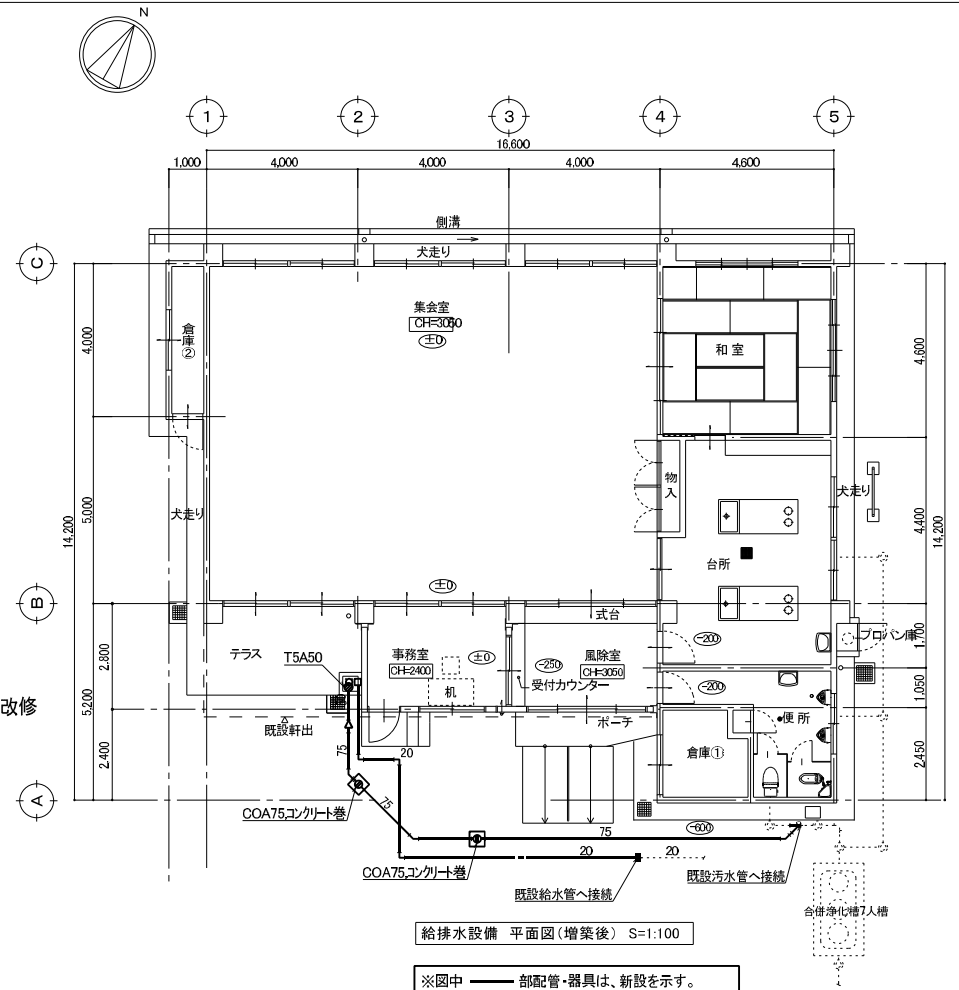 N
1
2
3
4
5
16,600
1,000
4,000
4,000
4,000
4,600
側溝
犬走り
C
集会室
CH=3050
±0
倉庫②
和室
4,000
4,600
物入
犬走り
5,000
14,200
犬走り
台所
4,400
14,200
B
±0
式台
プロパン庫
テラス
事務室
CH=2400
±0
-250
風除室
CH=3050
-200
1,700
T5A50
机
受付カウンター
-200
1,050
2,800
5,200
改修
既設軒出
ポーチ
便所
75
20
倉庫①
2,400
2,450
A
COA75,コンクリート巻
75
75
-600
20
20
COA75,コンクリート巻
既設給水管へ接続
既設汚水管へ接続
合併浄化槽7人槽
給排水設備 平面図(増築後) S=1:100
※図中 部配管・器具は、新設を示す。